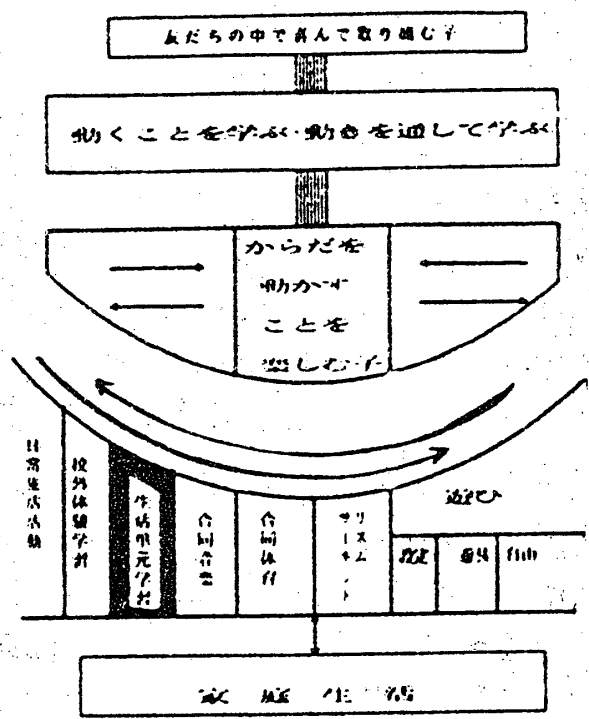 友だちの中で喜んで取り組む子
動くことを学ぶ・動きを通して学ぶ
からだを
動かす
ことを
楽しむ子
日常生活活動
校外体験学習
生活単元学習
合同音楽
合同体育
リズム
サーキット
遊び
設定
自由
家庭生活